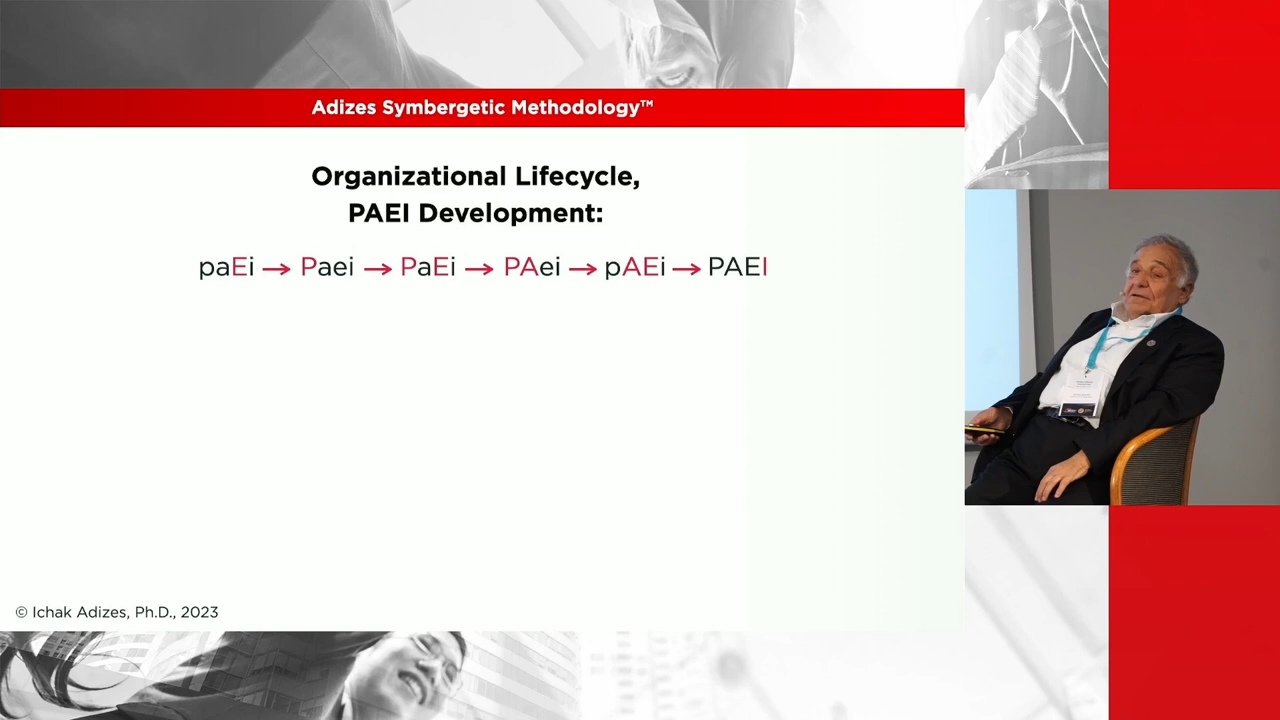 Adizes Symbergetic Methodology™
Organizational Lifecycle,
PAEI Development:
paEi → Paei → PaEi → PAei → pAEi → PAEI
© Ichak Adizes, Ph.D., 2023